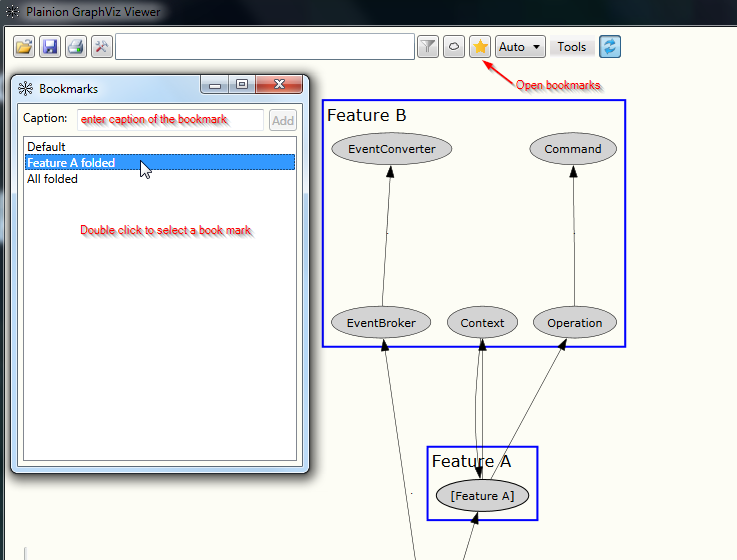 Plainion GraphViz Viewer
Auto
Tools
Open bookmarks
Bookmarks
Caption:
enter caption of the bookmark
Add
Default
Feature A folded
All folded
Double click to select a book mark
Feature B
EventConverter
Command
EventBroker
Context
Operation
Feature A
[Feature A]